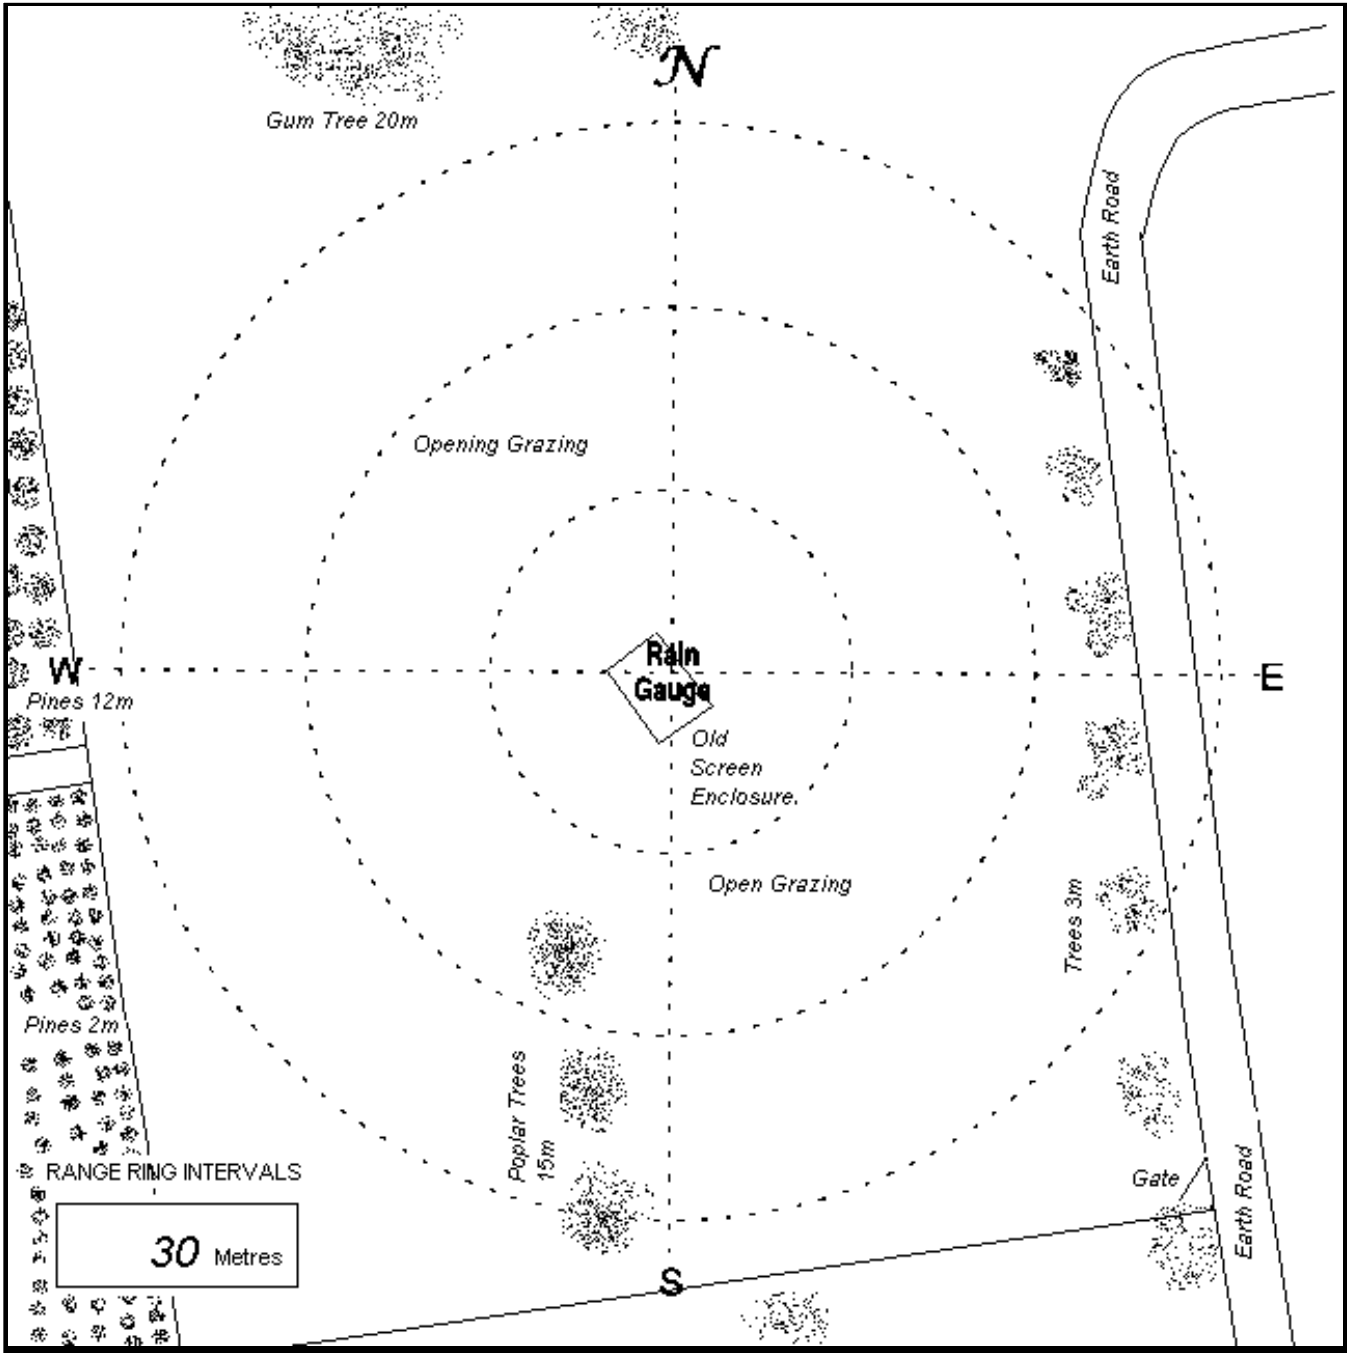 N
Gum Tree 20m
Earth Road
Opening Grazing
Rain
Gauge
W
E
Pines 12m
Old
Screen
Enclosure.
Open Grazing
Trees 3m
Pines 2m
Poplar Trees
15m
RANGE RING INTERVALS
30 Metres
Gate
Earth Road
S